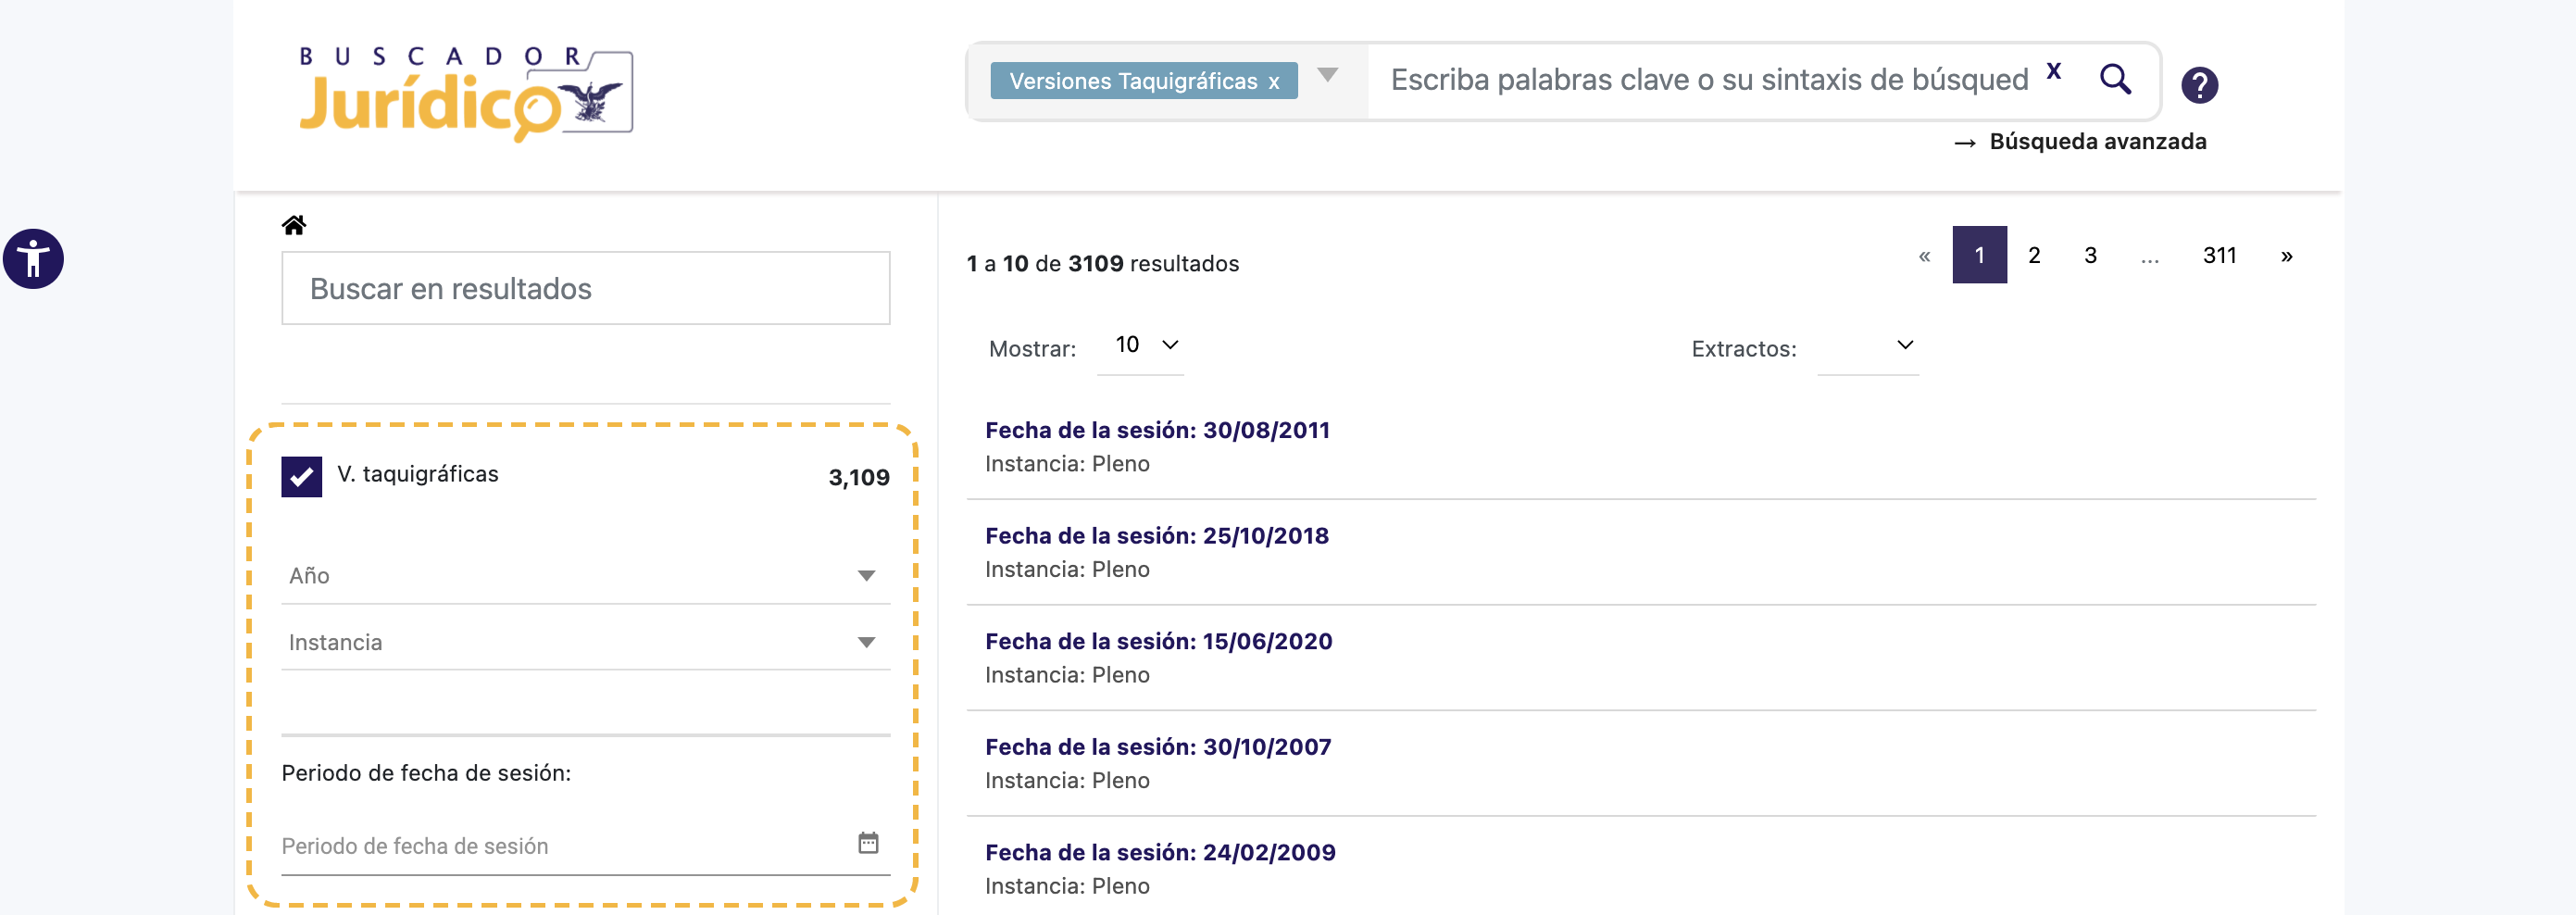 BUSCADOR
Jurídico
Versiones Taquigráficas x
Escriba palabras clave o su sintaxis de búsqued
X
?
→ Búsqueda avanzada
Buscar en resultados
1 a 10 de 3109 resultados
« 1 2 3 ... 311 »
Mostrar: 10
Extractos:
V. taquigráficas 3,109
Año
Instancia
Periodo de fecha de sesión:
Periodo de fecha de sesión
Fecha de la sesión: 30/08/2011
Instancia: Pleno
Fecha de la sesión: 25/10/2018
Instancia: Pleno
Fecha de la sesión: 15/06/2020
Instancia: Pleno
Fecha de la sesión: 30/10/2007
Instancia: Pleno
Fecha de la sesión: 24/02/2009
Instancia: Pleno